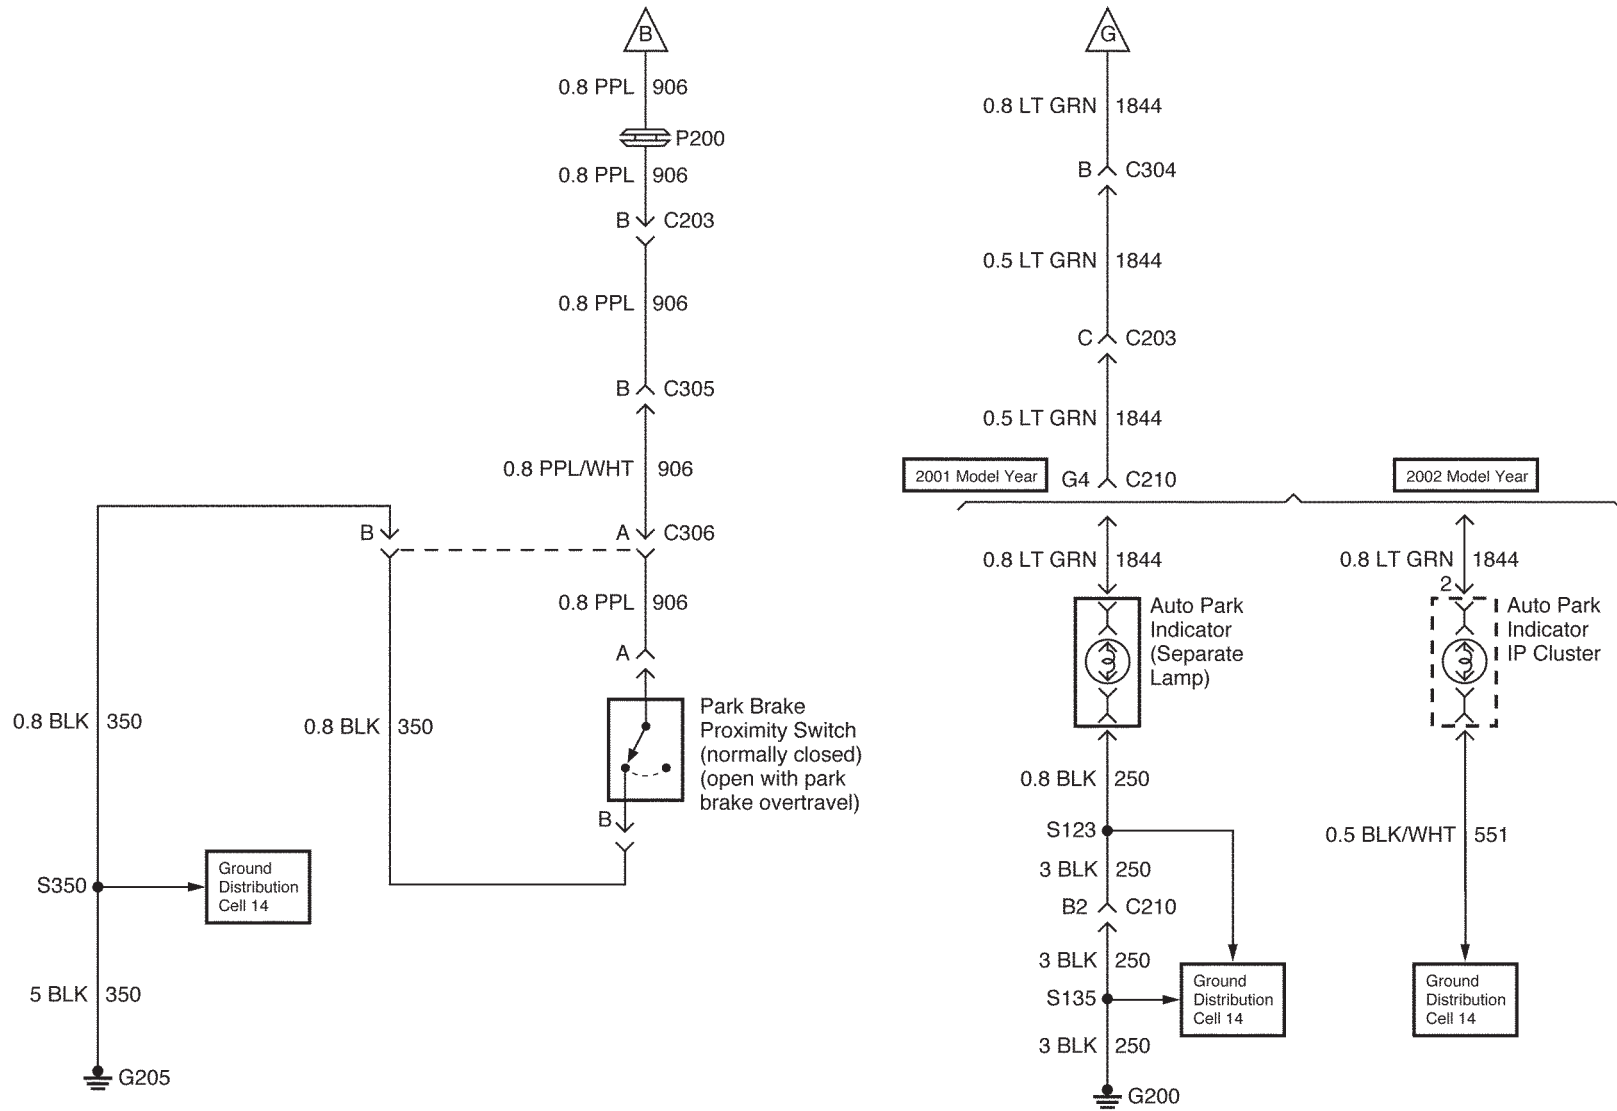 B
0.8 PPL 906
P200
0.8 PPL 906
B C203
0.8 PPL 906
B C305
0.8 PPL/WHT 906
B
A C306
0.8 PPL 906
A
Park Brake
Proximity Switch
(normally closed)
(open with park
brake overtravel)
B
0.8 BLK 350
0.8 BLK 350
S350
Ground
Distribution
Cell 14
5 BLK 350
G205
G
0.8 LT GRN 1844
B C304
0.5 LT GRN 1844
C C203
0.5 LT GRN 1844
2001 Model Year
G4 C210
2002 Model Year
0.8 LT GRN 1844
Auto Park
Indicator
(Separate
Lamp)
0.8 BLK 250
S123
3 BLK 250
B2 C210
3 BLK 250
S135
Ground
Distribution
Cell 14
3 BLK 250
G200
0.8 LT GRN 1844
2
Auto Park
Indicator
IP Cluster
0.5 BLK/WHT 551
Ground
Distribution
Cell 14